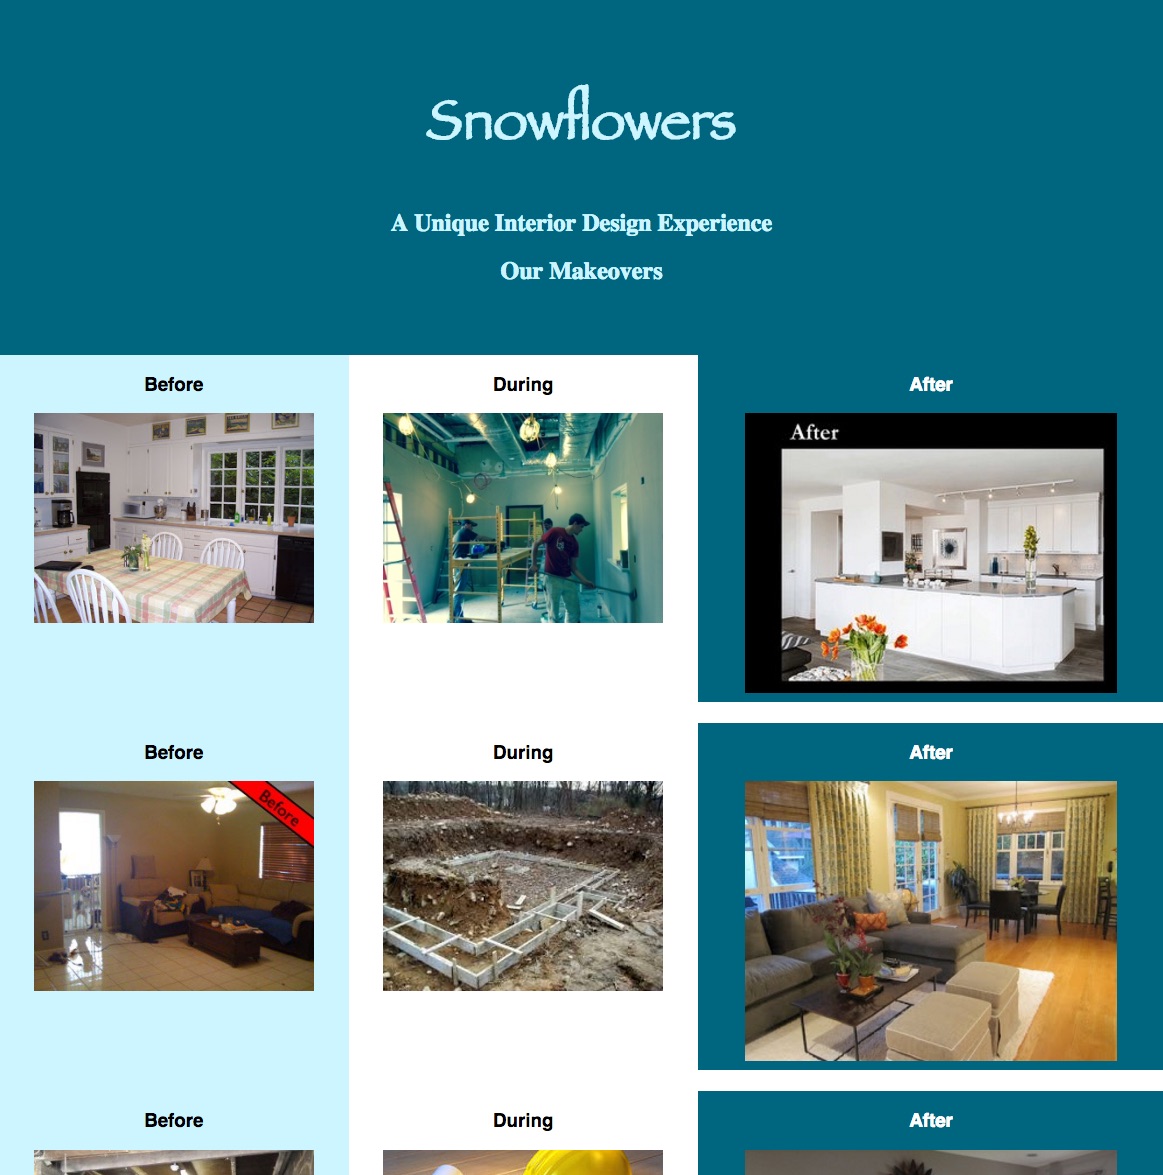 Snowflowers
A Unique Interior Design Experience
Our Makeovers
Before
During
After
After
Before
During
After
Before
Before
During
After